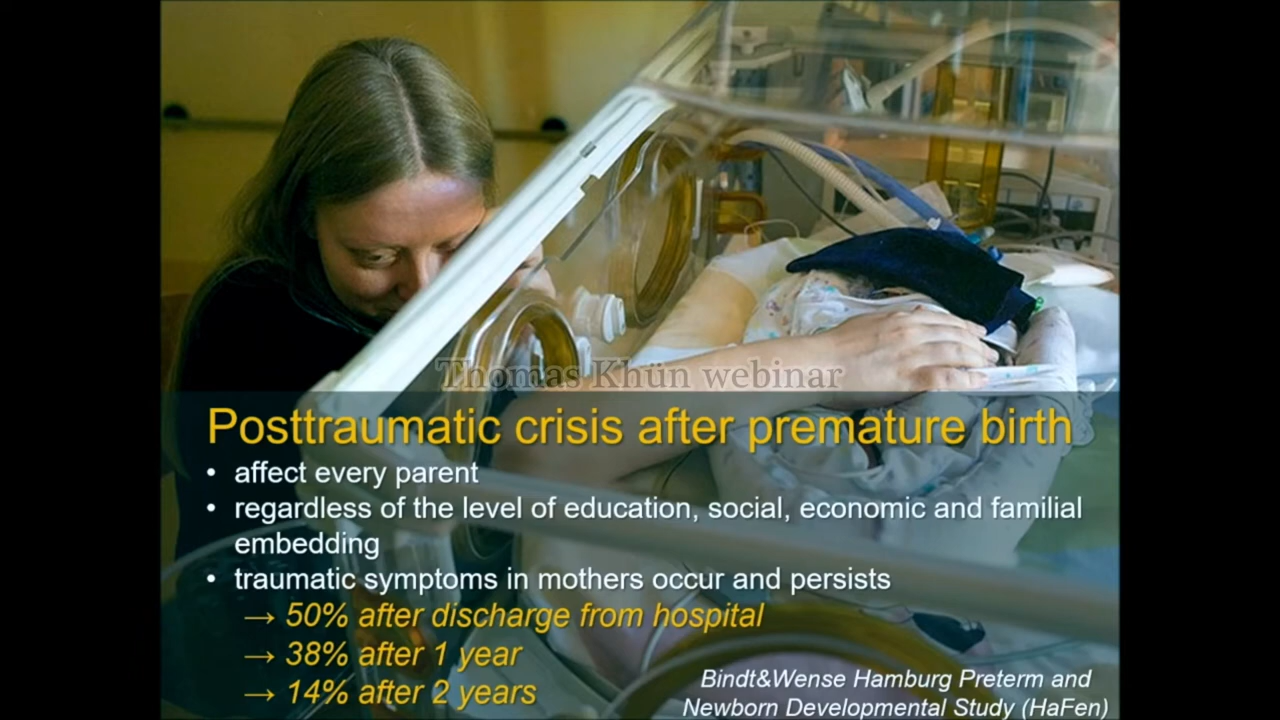 Thomas Khün webinar
Posttraumatic crisis after premature birth
• affect every parent
• regardless of the level of education, social, economic and familial
embedding
• traumatic symptoms in mothers occur and persists
→ 50% after discharge from hospital
→ 38% after 1 year
→ 14% after 2 years
Bindt&Wense Hamburg Preterm and
Newborn Developmental Study (HaFen)